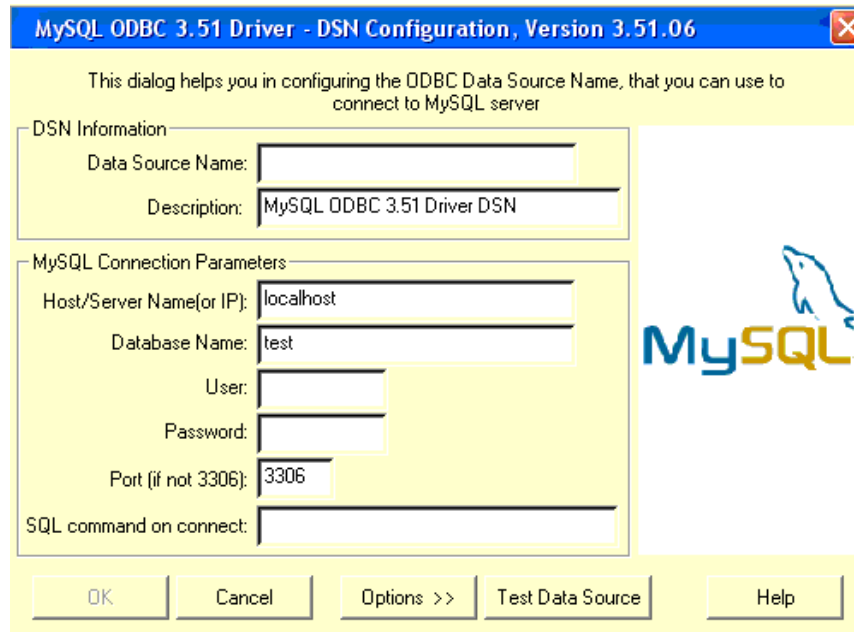 MySQL ODBC 3.51 Driver - DSN Configuration, Version 3.51.06
This dialog helps you in configuring the ODBC Data Source Name, that you can use to
connect to MySQL server
DSN Information
Data Source Name:
Description: MySQL ODBC 3.51 Driver DSN
MySQL Connection Parameters
Host/Server Name(or IP): localhost
Database Name: test
User:
Password:
Port (if not 3306): 3306
SQL command on connect:
MySQL
OK Cancel Options >> Test Data Source Help